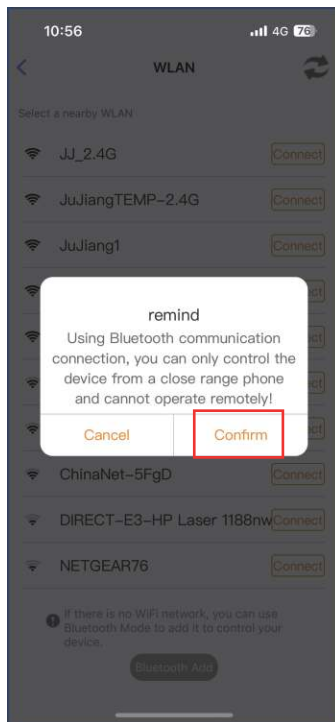 10:56
4G 76
WLAN
Select a nearby WLAN
JJ_2.4G Connect
JuJiangTEMP-2.4G Connect
JuJiang1 Connect
ct
remind
Using Bluetooth communication
connection, you can only control the
device from a close range phone
and cannot operate remotely!
Cancel Confirm
ChinaNet-5FgD Connect
DIRECT-E3-HP Laser 1188nw Connect
NETGEAR76 Connect
If there is no WiFi network, you can use
Bluetooth Mode to add it to control your
device.
Bluetooth Add